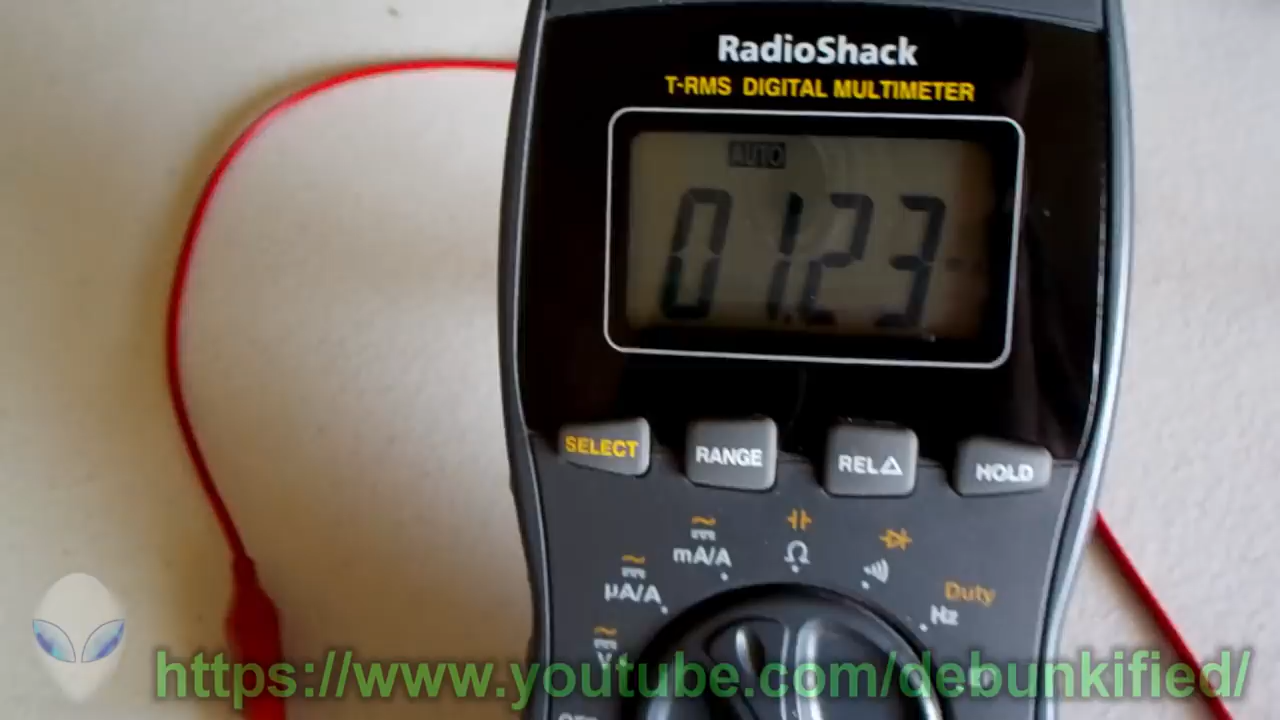 RadioShack
T-RMS DIGITAL MULTIMETER
AUTO
01.23
SELECT
RANGE
REL△
HOLD
mA/A
Ω
µA/A
Duty
Hz
V
https://www.youtube.com/debunkified/